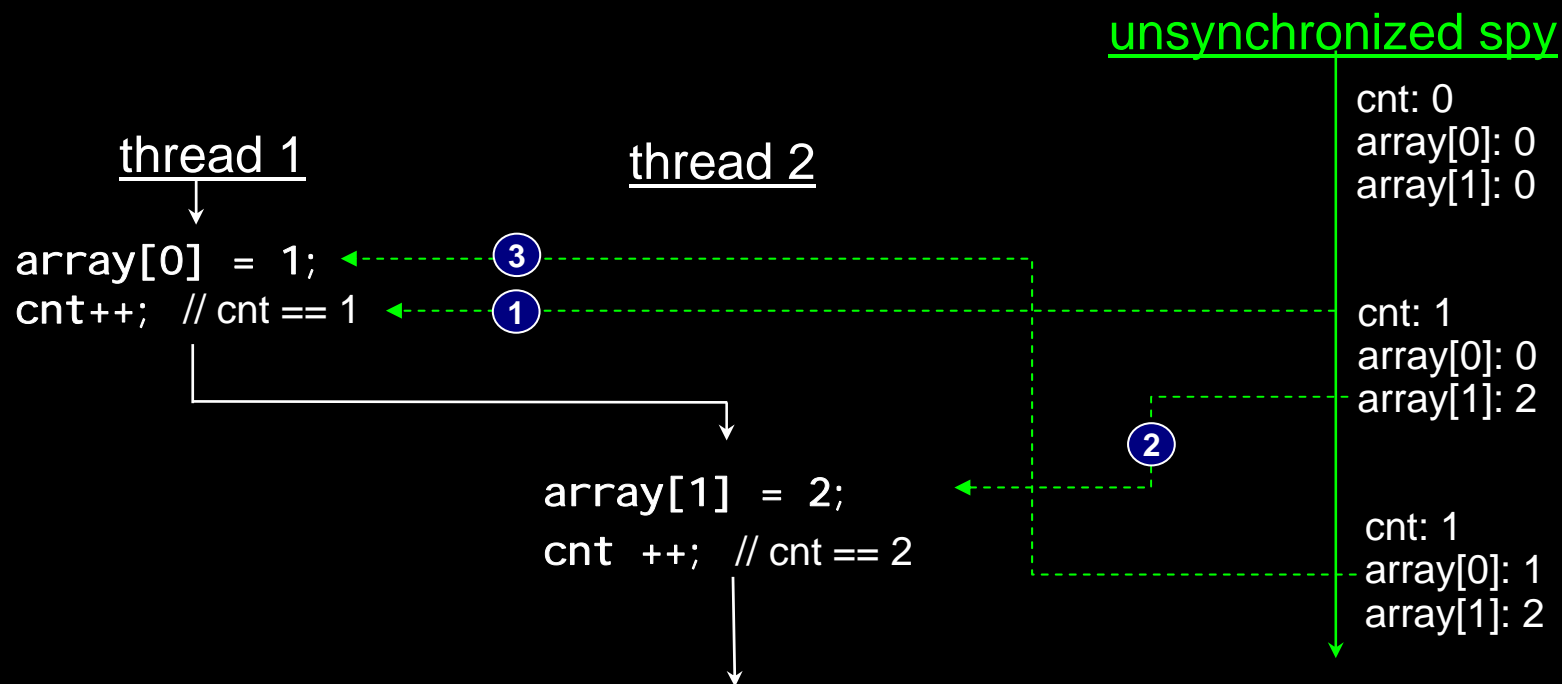 unsynchronized spy
cnt: 0
array[0]: 0
array[1]: 0
thread 1
thread 2
array[0] = 1;
3
cnt++; // cnt == 1
1
cnt: 1
array[0]: 0
array[1]: 2
2
array[1] = 2;
cnt ++; // cnt == 2
cnt: 1
array[0]: 1
array[1]: 2